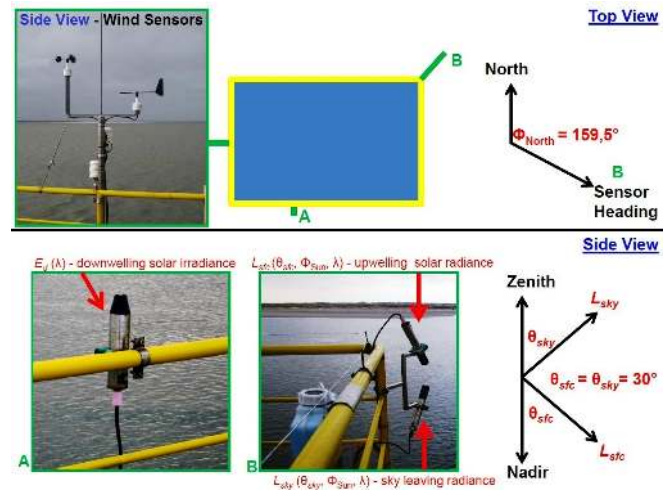 Side View - Wind Sensors
Top View
B
North
Φ_North = 159,5°
B
Sensor
Heading
A
Side View
E_d (λ) - downwelling solar irradiance
L_sfc (θ_sfc, Φ_Sun, λ) - upwelling solar radiance
Zenith
L_sky
θ_sky
θ_sfc = θ_sky = 30°
θ_sfc
L_sfc
Nadir
A
B
L_sky (θ_sky, Φ_Sun, λ) - sky leaving radiance